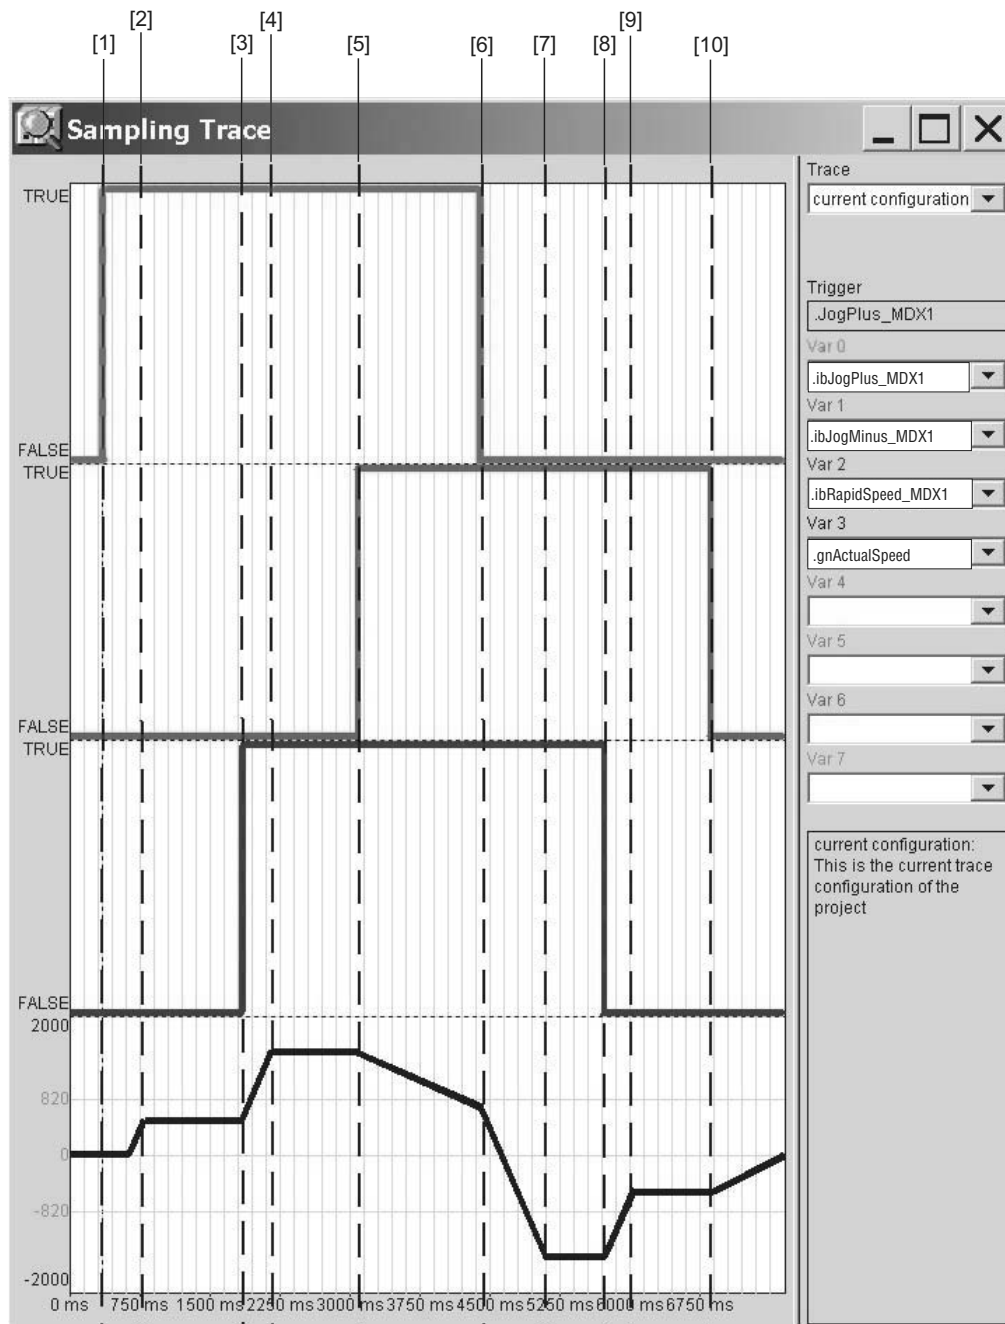 [1] [2] [3] [4] [5] [6] [7] [8] [9] [10]
Sampling Trace
TRUE
FALSE
TRUE
FALSE
TRUE
FALSE
2000
820
0
-820
-2000
0 ms 750 ms 1500 ms 2250 ms 3000 ms 3750 ms 4500 ms 5250 ms 6000 ms 6750 ms
Trace
current configuration
Trigger
.JogPlus_MDX1
Var 0
.ibJogPlus_MDX1
Var 1
.ibJogMinus_MDX1
Var 2
.ibRapidSpeed_MDX1
Var 3
.gnActualSpeed
Var 4
Var 5
Var 6
Var 7
current configuration:
This is the current trace
configuration of the
project